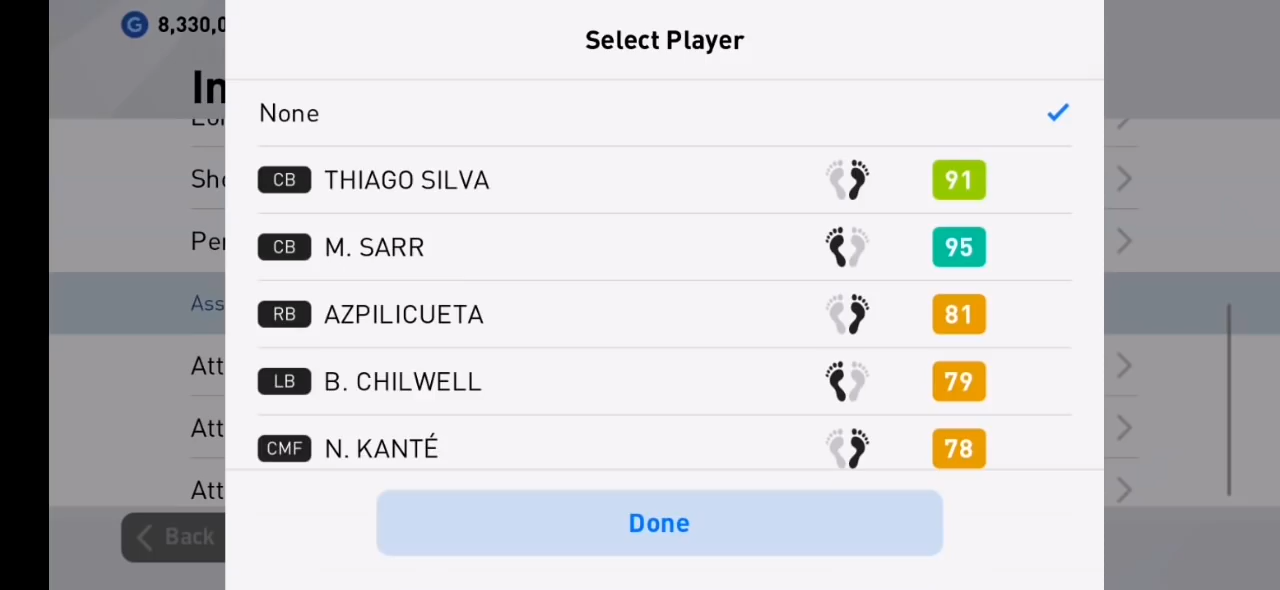 G 8,330,0
Select Player
In
None
THIAGO SILVA
CB
91
Sho
CB M. SARR 95
Per
RB AZPILICUETA 81
Ass
LB B. CHILWELL 79
Att
CMF N. KANTÉ 78
Att
Att
Done
Back